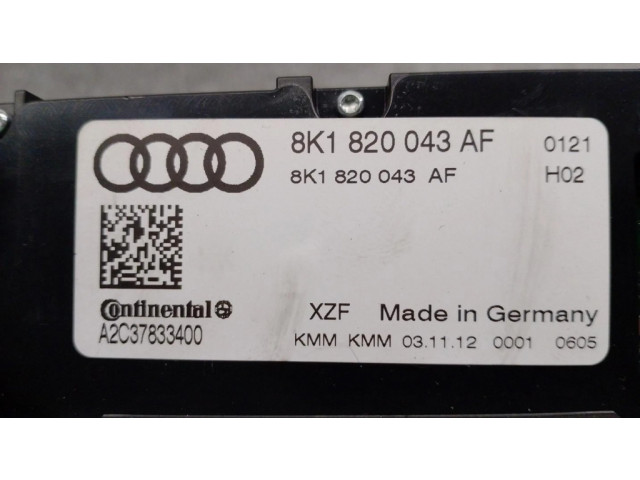 8K1 820 043 AF 0121
8K1 820 043 AF H02
Continental
A2C37833400
XZF Made in Germany
KMM KMM 03.11.12 0001 0605